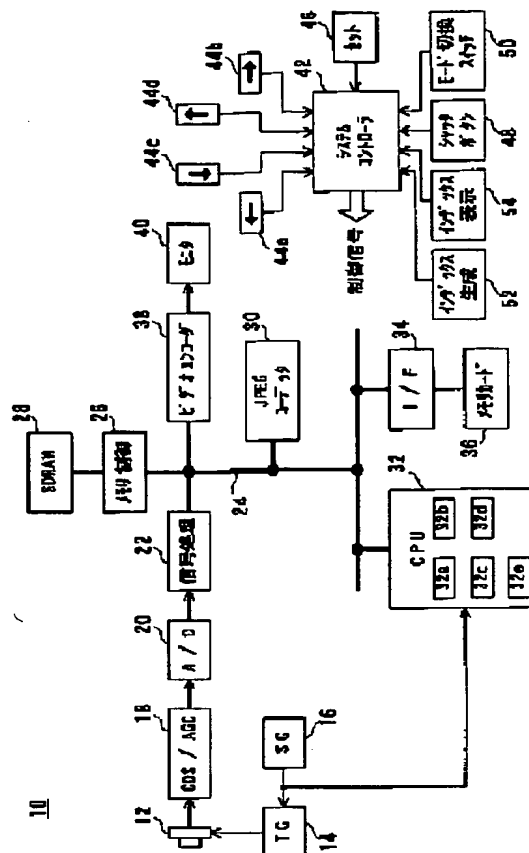 10
12
CDS / AGC
18
A / D
20
信号処理
22
メモリ制御
26
SDRAM
28
24
ビデオエンコーダ
38
モニタ
40
JPEG
コーデック
30
TG
14
SG
16
CPU
32
32a
32b
32c
32d
32e
I / F
34
メモリカード
36
システム
コントローラ
42
制御信号
←
44a
→
44b
↓
44c
↑
44d
セット
46
モード切換
スイッチ
50
シャッタ
ボタン
48
インデックス
表示
54
インデックス
生成
52